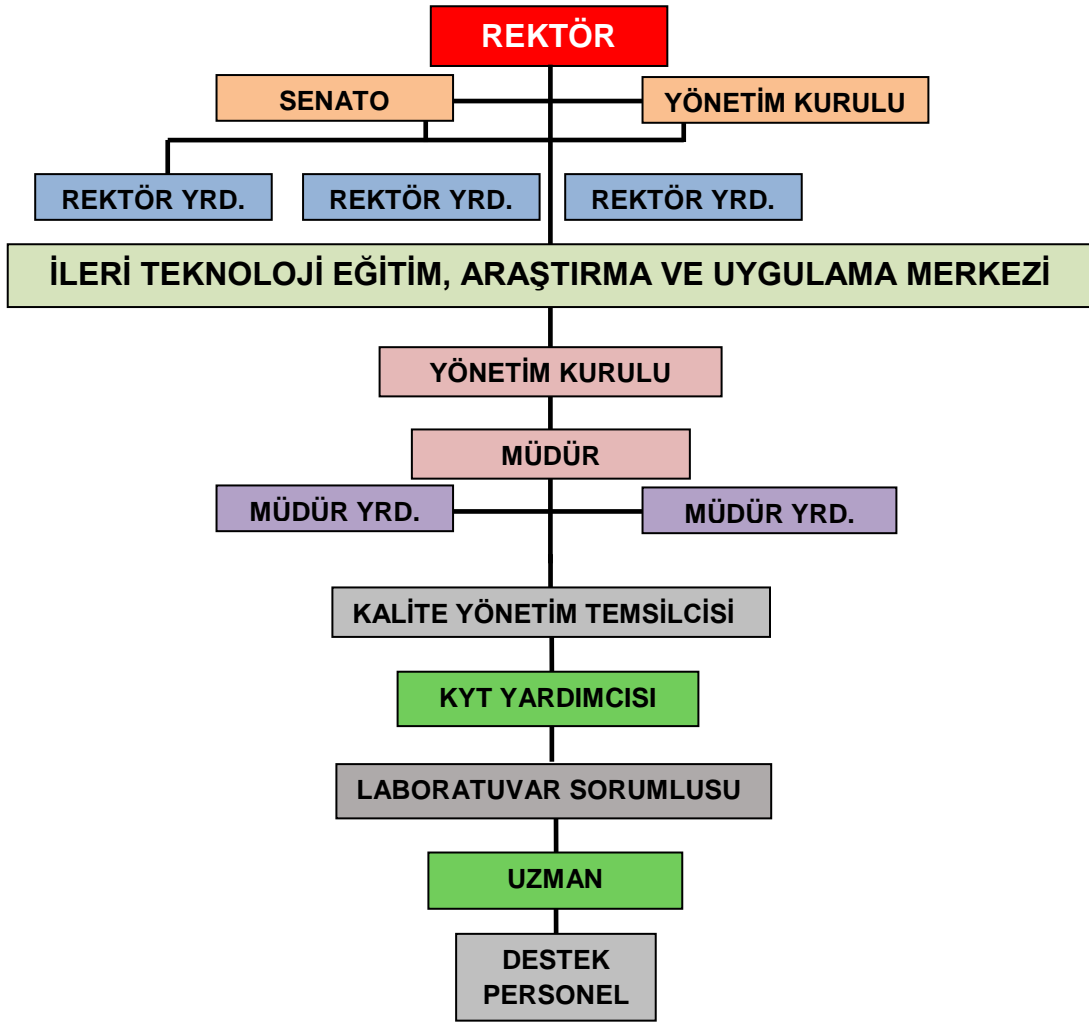 REKTÖR
SENATO
YÖNETİM KURULU
REKTÖR YRD.
REKTÖR YRD.
REKTÖR YRD.
İLERİ TEKNOLOJİ EĞİTİM, ARAŞTIRMA VE UYGULAMA MERKEZİ
YÖNETİM KURULU
MÜDÜR
MÜDÜR YRD.
MÜDÜR YRD.
KALİTE YÖNETİM TEMSİLCİSİ
KYT YARDIMCISI
LABORATUVAR SORUMLUSU
UZMAN
DESTEK
PERSONEL